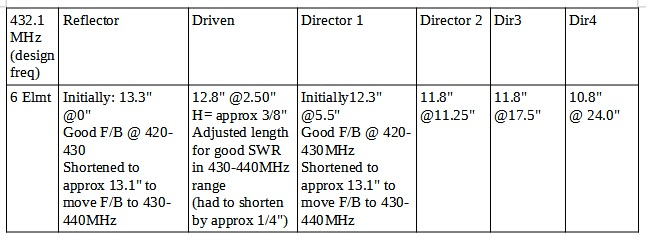 432.1
MHz
(design
freq)
Reflector
Driven
Director 1
Director 2
Dir3
Dir4
6 Elmt
Initially: 13.3"
@0"
Good F/B @ 420-
430
Shortened to
approx 13.1" to
move F/B to 430-
440MHz
12.8" @2.50"
H= approx 3/8"
Adjusted length
for good SWR
in 430-440MHz
range
(had to shorten
by approx 1/4")
Initially12.3"
@5.5"
Good F/B @ 420-
430MHz
Shortened to
approx 13.1" to
move F/B to 430-
440MHz
11.8"
@11.25"
11.8"
@17.5"
10.8"
@ 24.0"